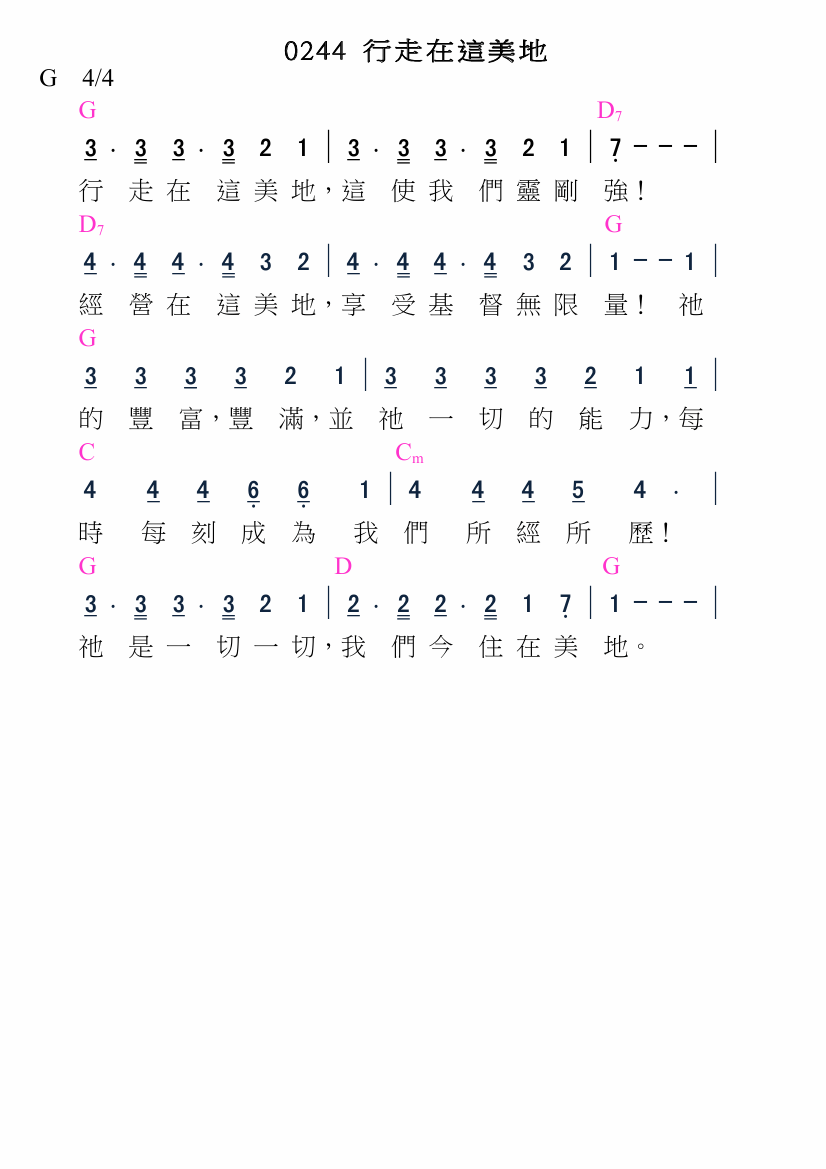 0244 行走在這美地
G 4/4
G D7
3 · 3 3 · 3 2 1 | 3 · 3 3 · 3 2 1 | 7 − − − |
行 走 在 這 美 地，這 使 我 們 靈 剛 強！
D7 G
4 · 4 4 · 4 3 2 | 4 · 4 4 · 4 3 2 | 1 − − 1 |
經 營 在 這 美 地，享 受 基 督 無 限 量！ 祂
G
3 3 3 3 2 1 | 3 3 3 3 2 1 1 |
的 豐 富，豐 滿，並 祂 一 切 的 能 力，每
C Cm
4 4 4 6 6 1 | 4 4 4 5 4 · |
時 每 刻 成 為 我 們 所 經 所 歷！
G D G
3 · 3 3 · 3 2 1 | 2 · 2 2 · 2 1 7 | 1 − − − |
祂 是 一 切 一 切，我 們 今 住 在 美 地。